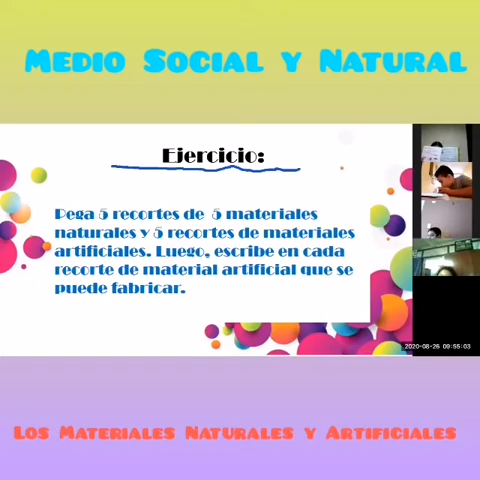 Medio Social y Natural
Ejercicio:
Pega 5 recortes de 5 materiales
naturales y 5 recortes de materiales
artificiales. Luego, escribe en cada
recorte de material artificial que se
puede fabricar.
2020-08-26 09:55:03
Los Materiales Naturales y Artificiales